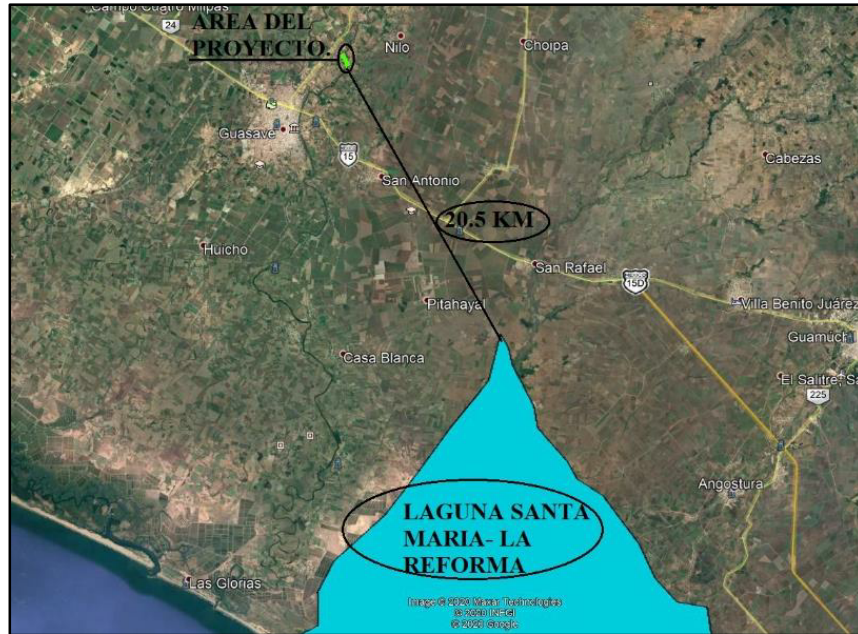 Campo Cuatro Milpas
24
AREA DEL
PROYECTO.
Nilo
Choipa
Guasave
15
San Antonio
Cabezas
20.5 KM
Huicho
San Rafael
15D
Pitahayal
Villa Benito Juárez
Guamuch
Casa Blanca
El Salitre, Sa
225
Angostura
LAGUNA SANTA
MARIA- LA
REFORMA
Las Glorias
Image © 2020 Maxar Technologies
© 2020 INEGI
© 2020 Google